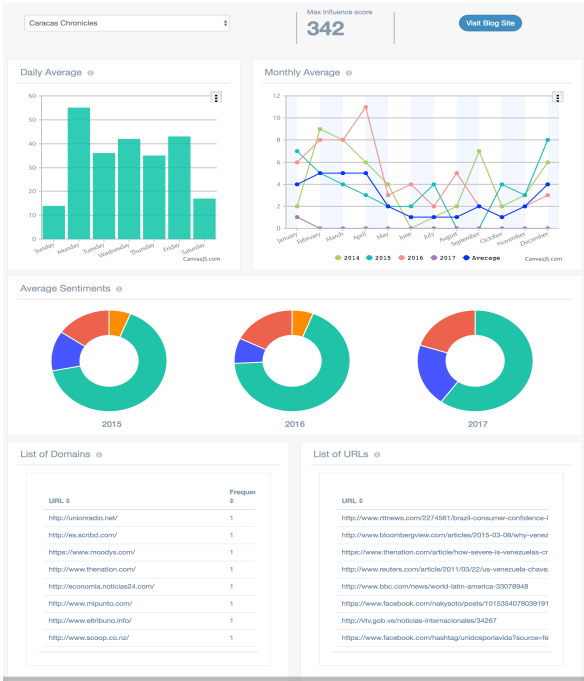 Caracas Chronicles
Max influence score
342
Visit Blog Site
Daily Average
60
50
40
30
20
10
0
Sunday
Monday
Tuesday
Wednesday
Thursday
Friday
Saturday
CanvasJS.com
Monthly Average
12
10
8
6
4
2
0
January
February
March
April
May
June
July
August
September
October
November
December
2014 2015 2016 2017 Average
CanvasJS.com
Average Sentiments
2015
2016
2017
List of Domains
URL Frequen
http://unionradio.net/ 1
http://es.scribd.com/ 1
https://www.moodys.com/ 1
http://www.thenation.com/ 1
http://economia.noticias24.com/ 1
http://www.mipunto.com/ 1
http://www.eltribuno.info/ 1
http://www.scoop.co.nz/ 1
List of URLs
URL
http://www.rttnews.com/2274561/brazil-consumer-confidence-l
http://www.bloombergview.com/articles/2015-03-08/why-venez
https://www.thenation.com/article/how-severe-is-venezuelas-cr
http://www.reuters.com/article/2011/03/22/us-venezuela-chave
http://www.bbc.com/news/world-latin-america-33078948
https://www.facebook.com/nakysoto/posts/1015354078039191
http://vtv.gob.ve/noticias-internacionales/34267
https://www.facebook.com/hashtag/unidosporlavida?source=fe